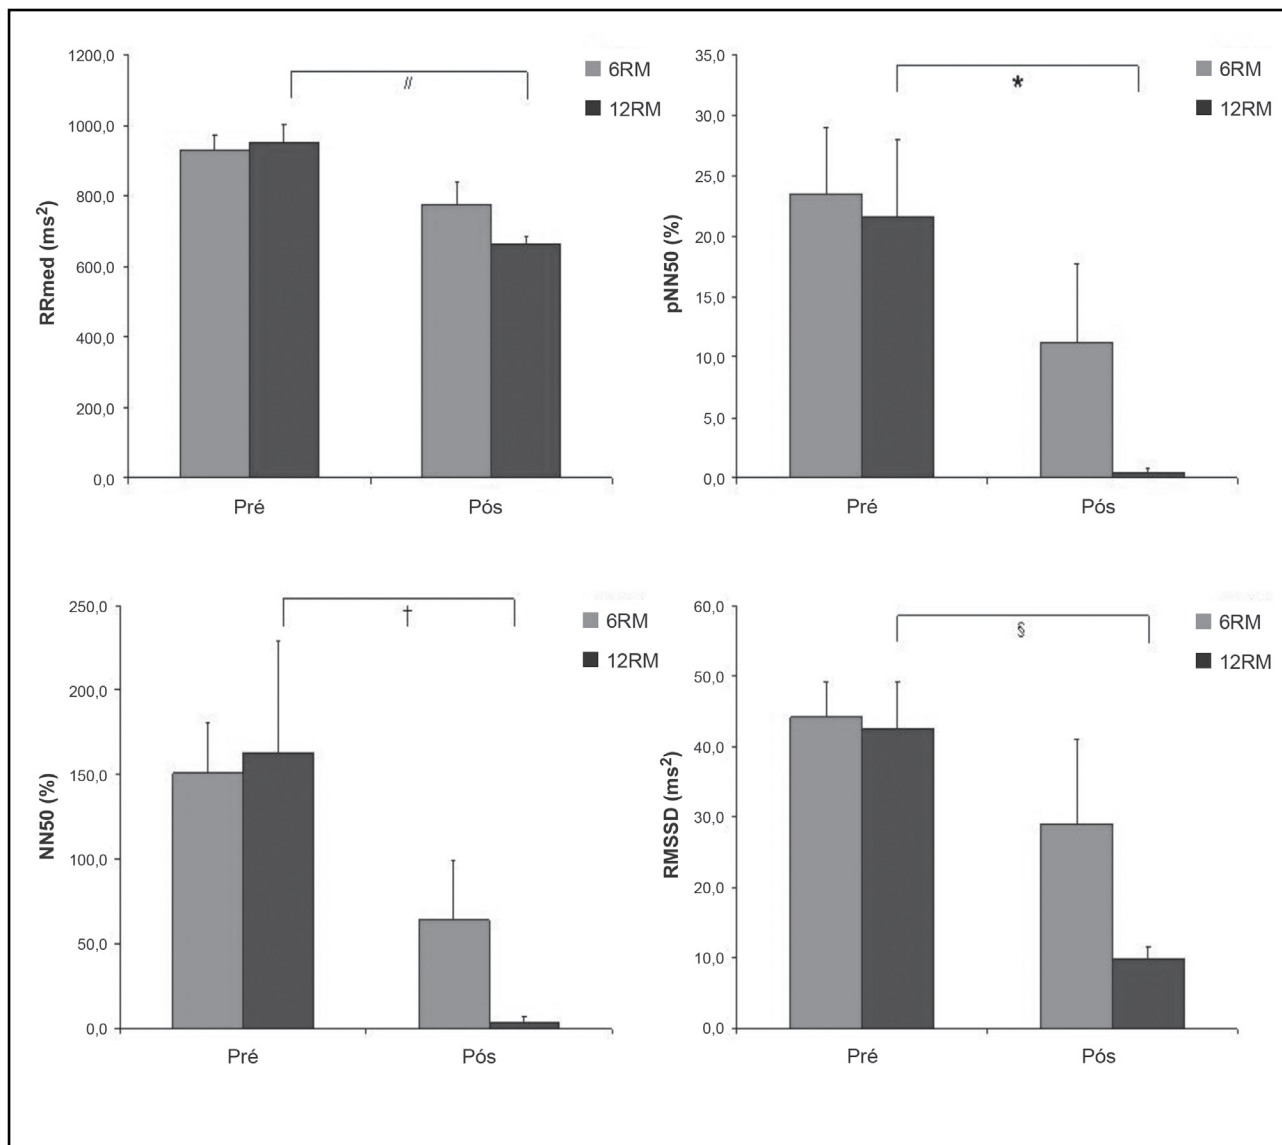 1200,0
1000,0
800,0
600,0
400,0
200,0
0,0
RRmed (ms²)
Pré
Pós
//
6RM
12RM
35,0
30,0
25,0
20,0
15,0
10,0
5,0
0,0
pNN50 (%)
Pré
Pós
*
6RM
12RM
250,0
200,0
150,0
100,0
50,0
0,0
NN50 (%)
Pré
Pós
†
6RM
12RM
60,0
50,0
40,0
30,0
20,0
10,0
0,0
RMSSD (ms²)
Pré
Pós
§
6RM
12RM